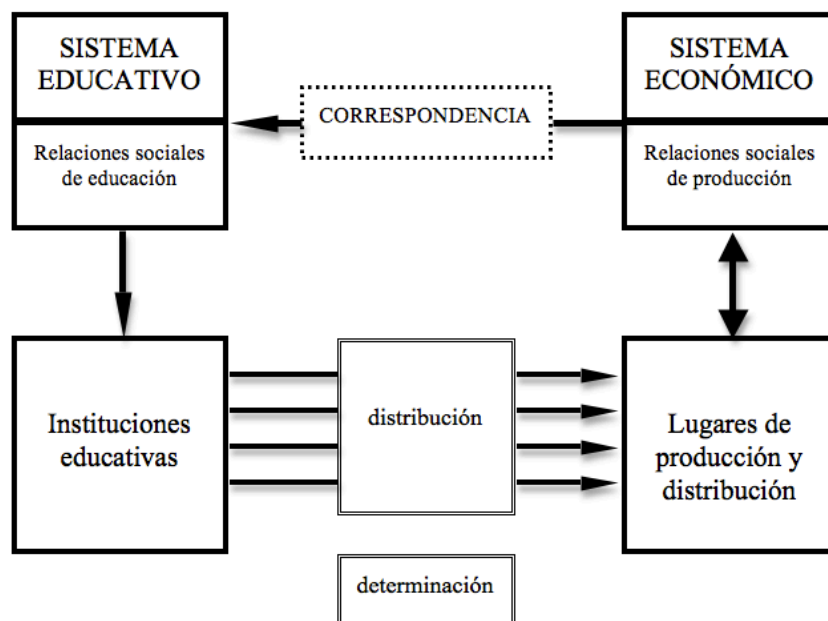 SISTEMA
EDUCATIVO
Relaciones sociales
de educación
CORRESPONDENCIA
SISTEMA
ECONÓMICO
Relaciones sociales
de producción
Instituciones
educativas
distribución
Lugares de
producción y
distribución
determinación